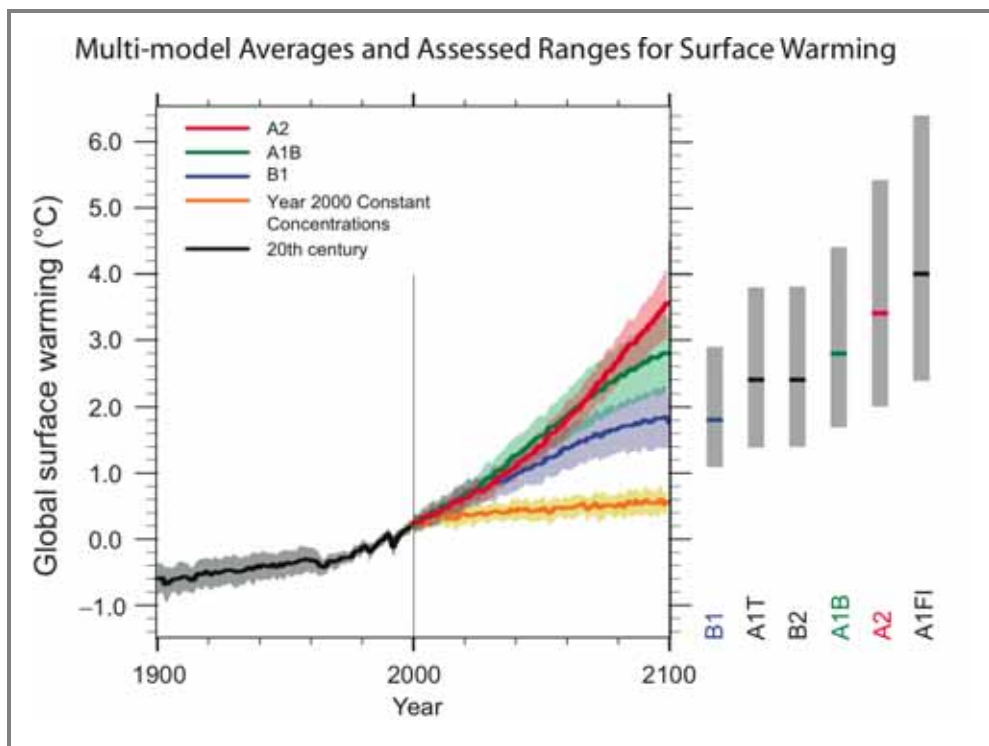 Multi-model Averages and Assessed Ranges for Surface Warming
A2
A1B
B1
Year 2000 Constant
Concentrations
20th century
Global surface warming (°C)
6.0
5.0
4.0
3.0
2.0
1.0
0.0
–1.0
1900
2000
2100
Year
B1
A1T
B2
A1B
A2
A1FI